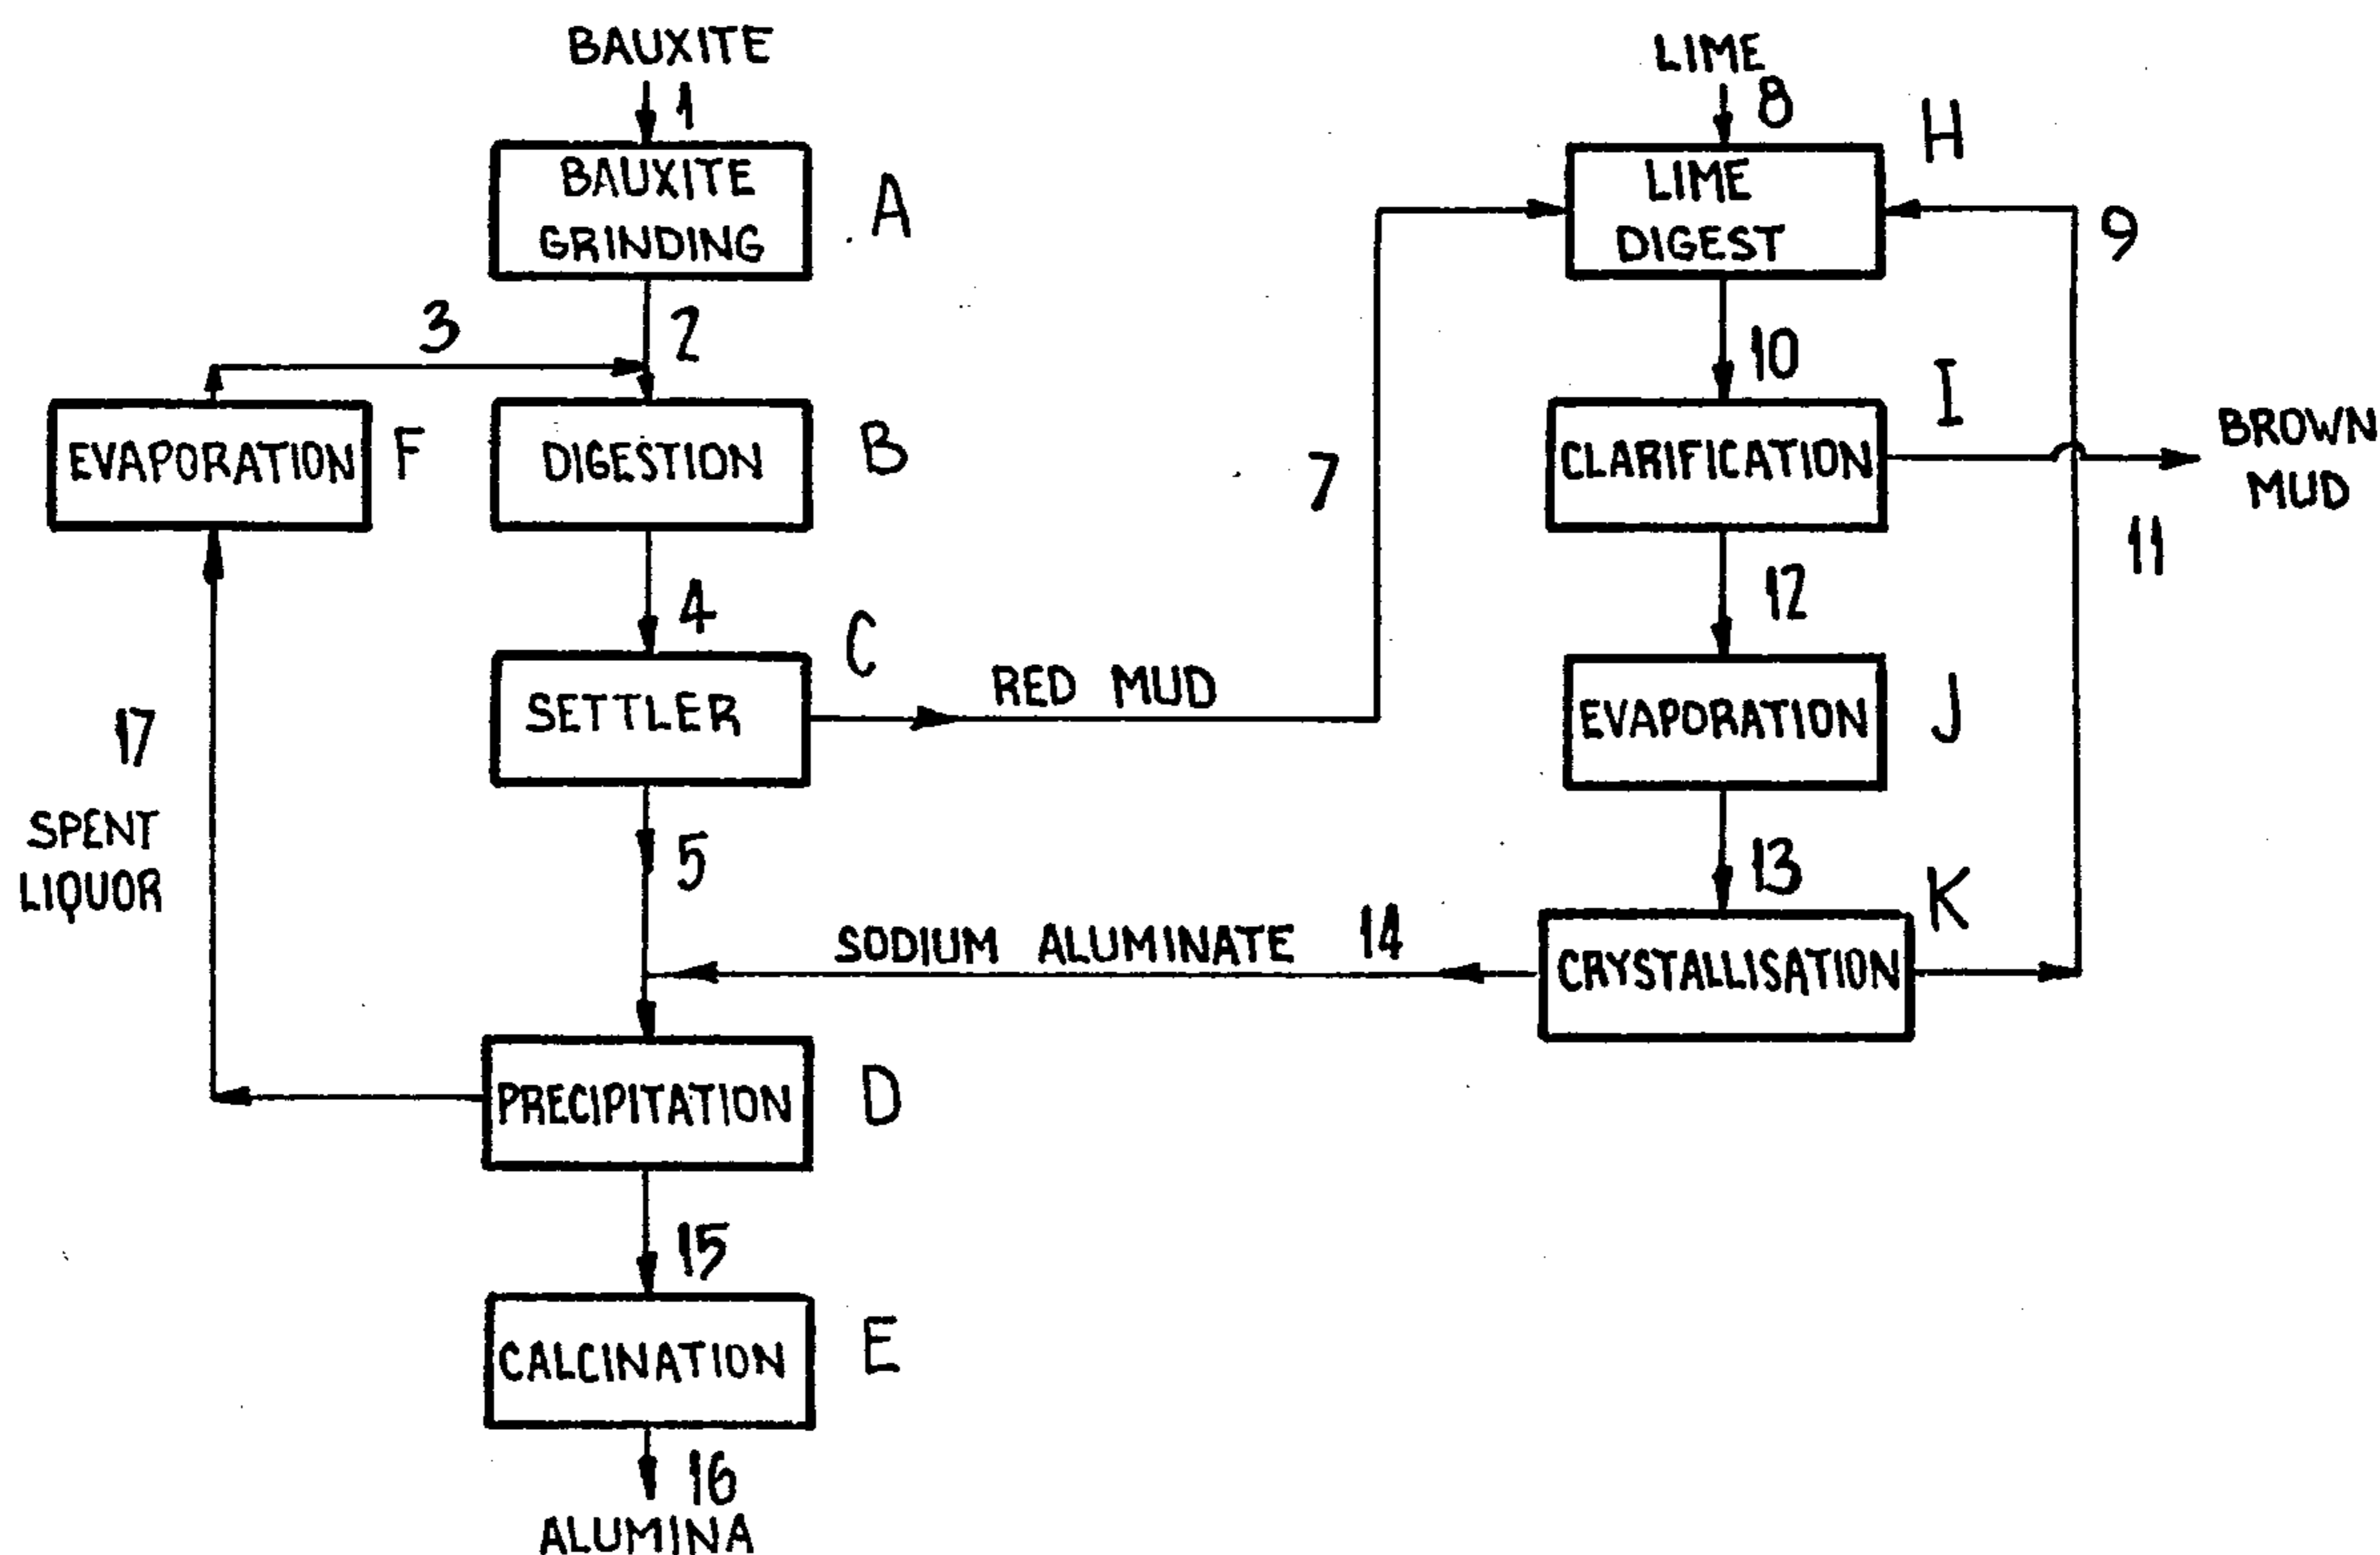 BAUXITE
1
BAUXITE
GRINDING
A
2
3
EVAPORATION
F
DIGESTION
B
4
SETTLER
C
RED MUD
7
5
17
SPENT
LIQUOR
SODIUM ALUMINATE
14
PRECIPITATION
D
15
CALCINATION
E
16
ALUMINA
LIME
8
LIME
DIGEST
H
9
10
CLARIFICATION
I
BROWN
MUD
11
12
EVAPORATION
J
13
CRYSTALLISATION
K